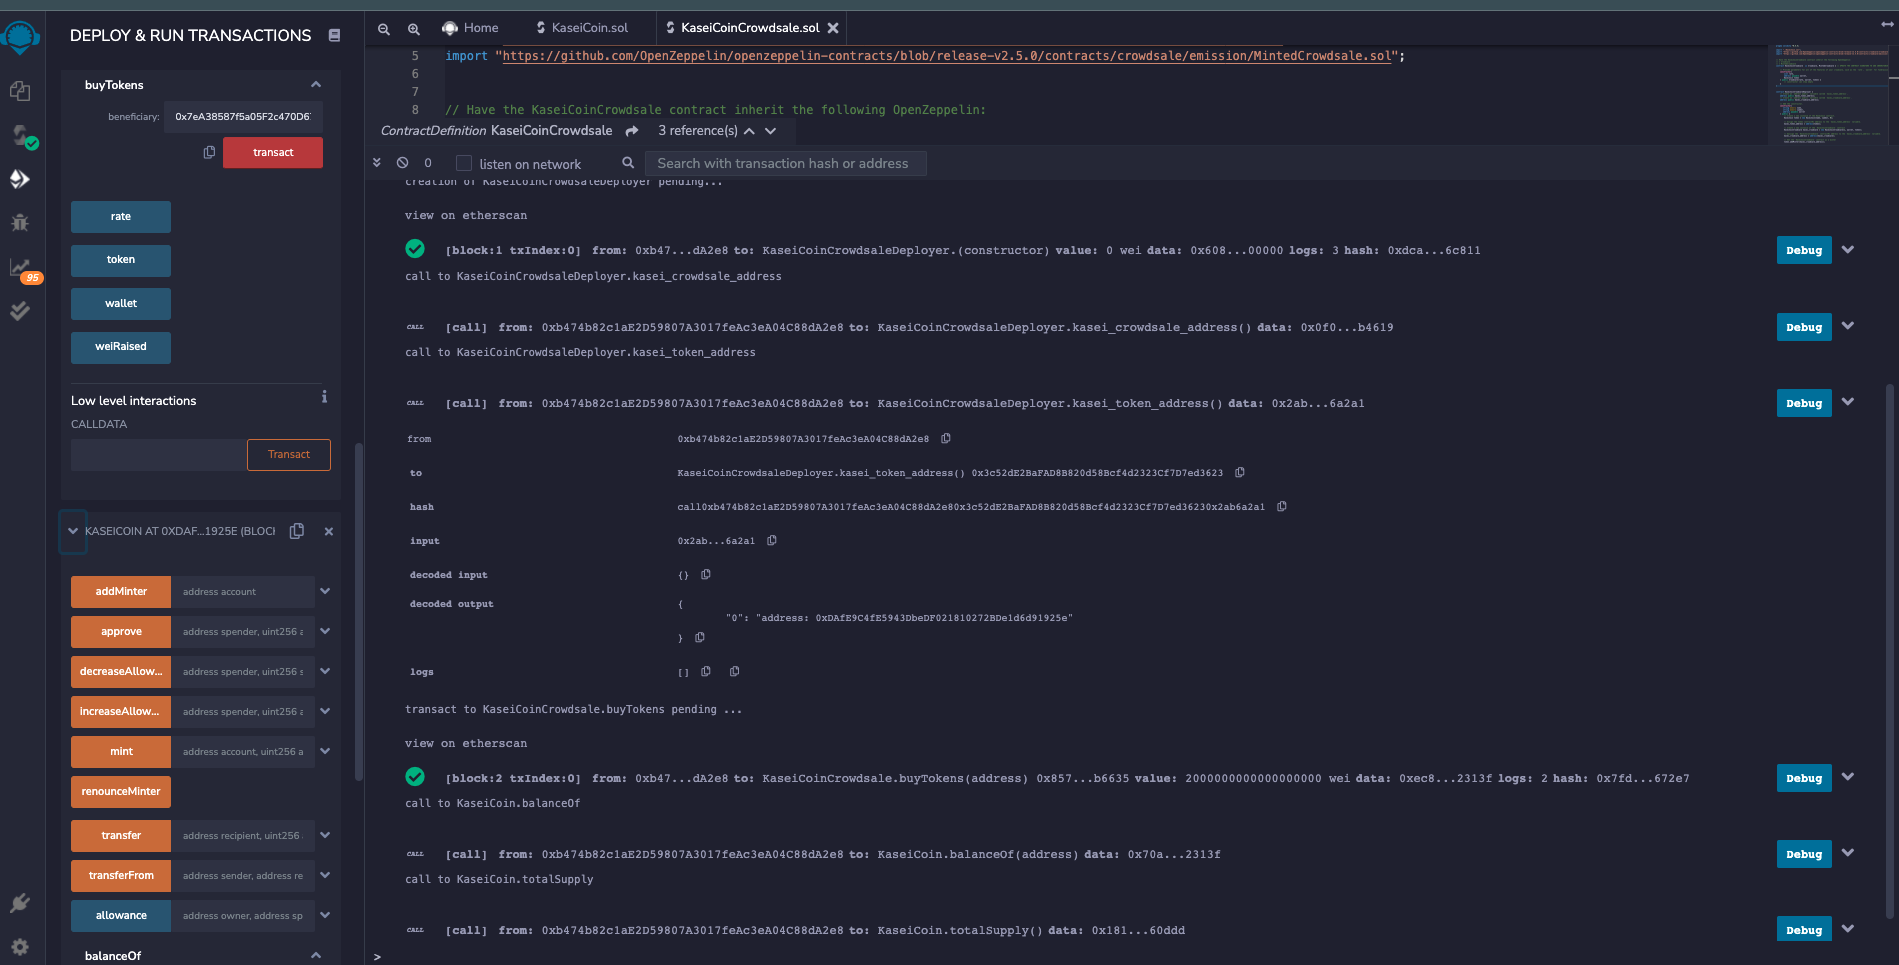 DEPLOY & RUN TRANSACTIONS
buyTokens
beneficiary: 0x7eA38587f5a05F2c470D6
transact
rate
token
wallet
weiRaised
Low level interactions
CALLDATA
Transact
KASEICOIN AT 0XDAF...1925E (BLOCK
addMinter address account
approve address spender, uint256 a
decreaseAllow... address spender, uint256 s
increaseAllow... address spender, uint256 a
mint address account, uint256 a
renounceMinter
transfer address recipient, uint256
transferFrom address sender, address re
allowance address owner, address sp
balanceOf
95
Home KaseiCoin.sol KaseiCoinCrowdsale.sol
5 import "https://github.com/OpenZeppelin/openzeppelin-contracts/blob/release-v2.5.0/contracts/crowdsale/emission/MintedCrowdsale.sol";
6
7
8 // Have the KaseiCoinCrowdsale contract inherit the following OpenZeppelin:
ContractDefinition KaseiCoinCrowdsale 3 reference(s)
0 listen on network Search with transaction hash or address
creation of KaseiCoinCrowdsaleDeployer pending...
view on etherscan
[block:1 txIndex:0] from: 0xb47...dA2e8 to: KaseiCoinCrowdsaleDeployer.(constructor) value: 0 wei data: 0x608...00000 logs: 3 hash: 0xdca...6c811 Debug
call to KaseiCoinCrowdsaleDeployer.kasei_crowdsale_address
CALL [call] from: 0xb474b82c1aE2D59807A3017feAc3eA04C88dA2e8 to: KaseiCoinCrowdsaleDeployer.kasei_crowdsale_address() data: 0x0f0...b4619 Debug
call to KaseiCoinCrowdsaleDeployer.kasei_token_address
CALL [call] from: 0xb474b82c1aE2D59807A3017feAc3eA04C88dA2e8 to: KaseiCoinCrowdsaleDeployer.kasei_token_address() data: 0x2ab...6a2a1 Debug
from 0xb474b82c1aE2D59807A3017feAc3eA04C88dA2e8
to KaseiCoinCrowdsaleDeployer.kasei_token_address() 0x3c52dE2BaFAD8B820d58Bcf4d2323Cf7D7ed3623
hash call0xb474b82c1aE2D59807A3017feAc3eA04C88dA2e80x3c52dE2BaFAD8B820d58Bcf4d2323Cf7D7ed36230x2ab6a2a1
input 0x2ab...6a2a1
decoded input {}
decoded output {
"0": "address: 0xDAfE9C4fE5943DbeDF021810272BDe1d6d91925e"
}
logs []
transact to KaseiCoinCrowdsale.buyTokens pending ...
view on etherscan
[block:2 txIndex:0] from: 0xb47...dA2e8 to: KaseiCoinCrowdsale.buyTokens(address) 0x857...b6635 value: 2000000000000000000 wei data: 0xec8...2313f logs: 2 hash: 0x7fd...672e7 Debug
call to KaseiCoin.balanceOf
CALL [call] from: 0xb474b82c1aE2D59807A3017feAc3eA04C88dA2e8 to: KaseiCoin.balanceOf(address) data: 0x70a...2313f Debug
call to KaseiCoin.totalSupply
CALL [call] from: 0xb474b82c1aE2D59807A3017feAc3eA04C88dA2e8 to: KaseiCoin.totalSupply() data: 0x181...60ddd Debug
>